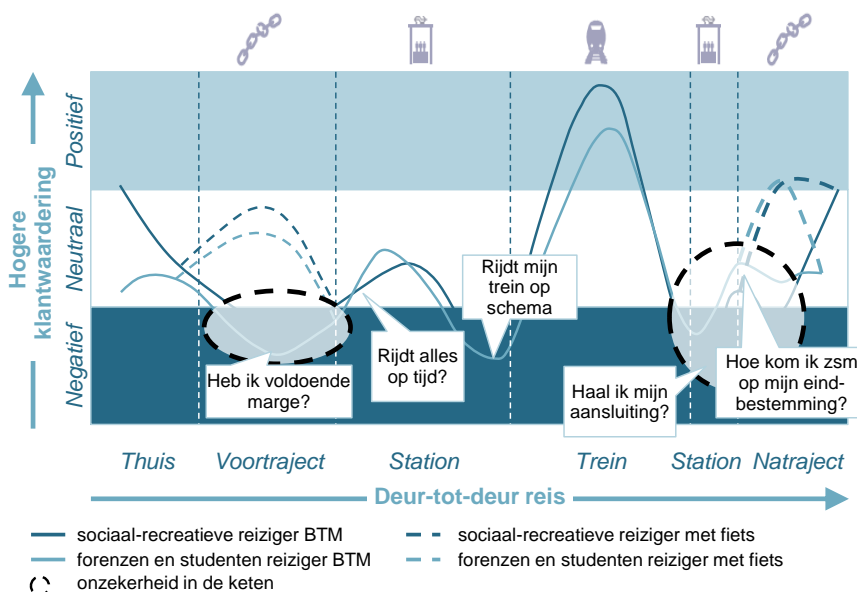 Hogere
klantwaardering
Positief
Neutraal
Negatief
Rijdt mijn
trein op
schema
Heb ik voldoende
marge?
Rijdt alles
op tijd?
Haal ik mijn
aansluiting?
Hoe kom ik zsm
op mijn eind-
bestemming?
Thuis
Voortraject
Station
Trein
Station
Natraject
Deur-tot-deur reis
sociaal-recreatieve reiziger BTM
sociaal-recreatieve reiziger met fiets
forenzen en studenten reiziger BTM
forenzen en studenten reiziger met fiets
onzekerheid in de keten